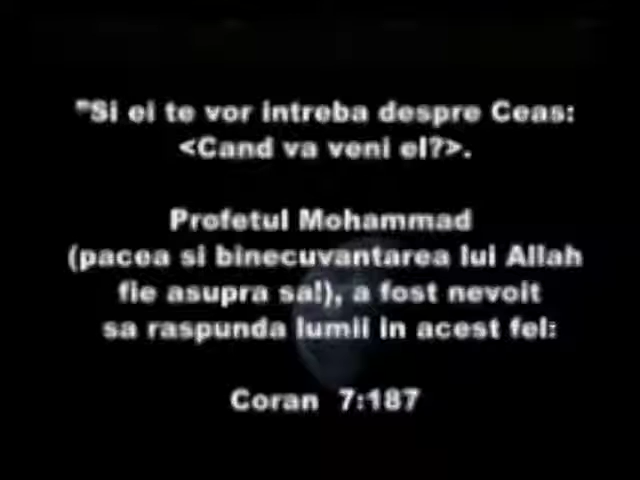 "Si ei te vor intreba despre Ceas:
<Cand va veni el?>.
Profetul Mohammad
(pacea si binecuvantarea lui Allah
fie asupra sa!), a fost nevoit
sa raspunda lumii in acest fel:
Coran 7:187